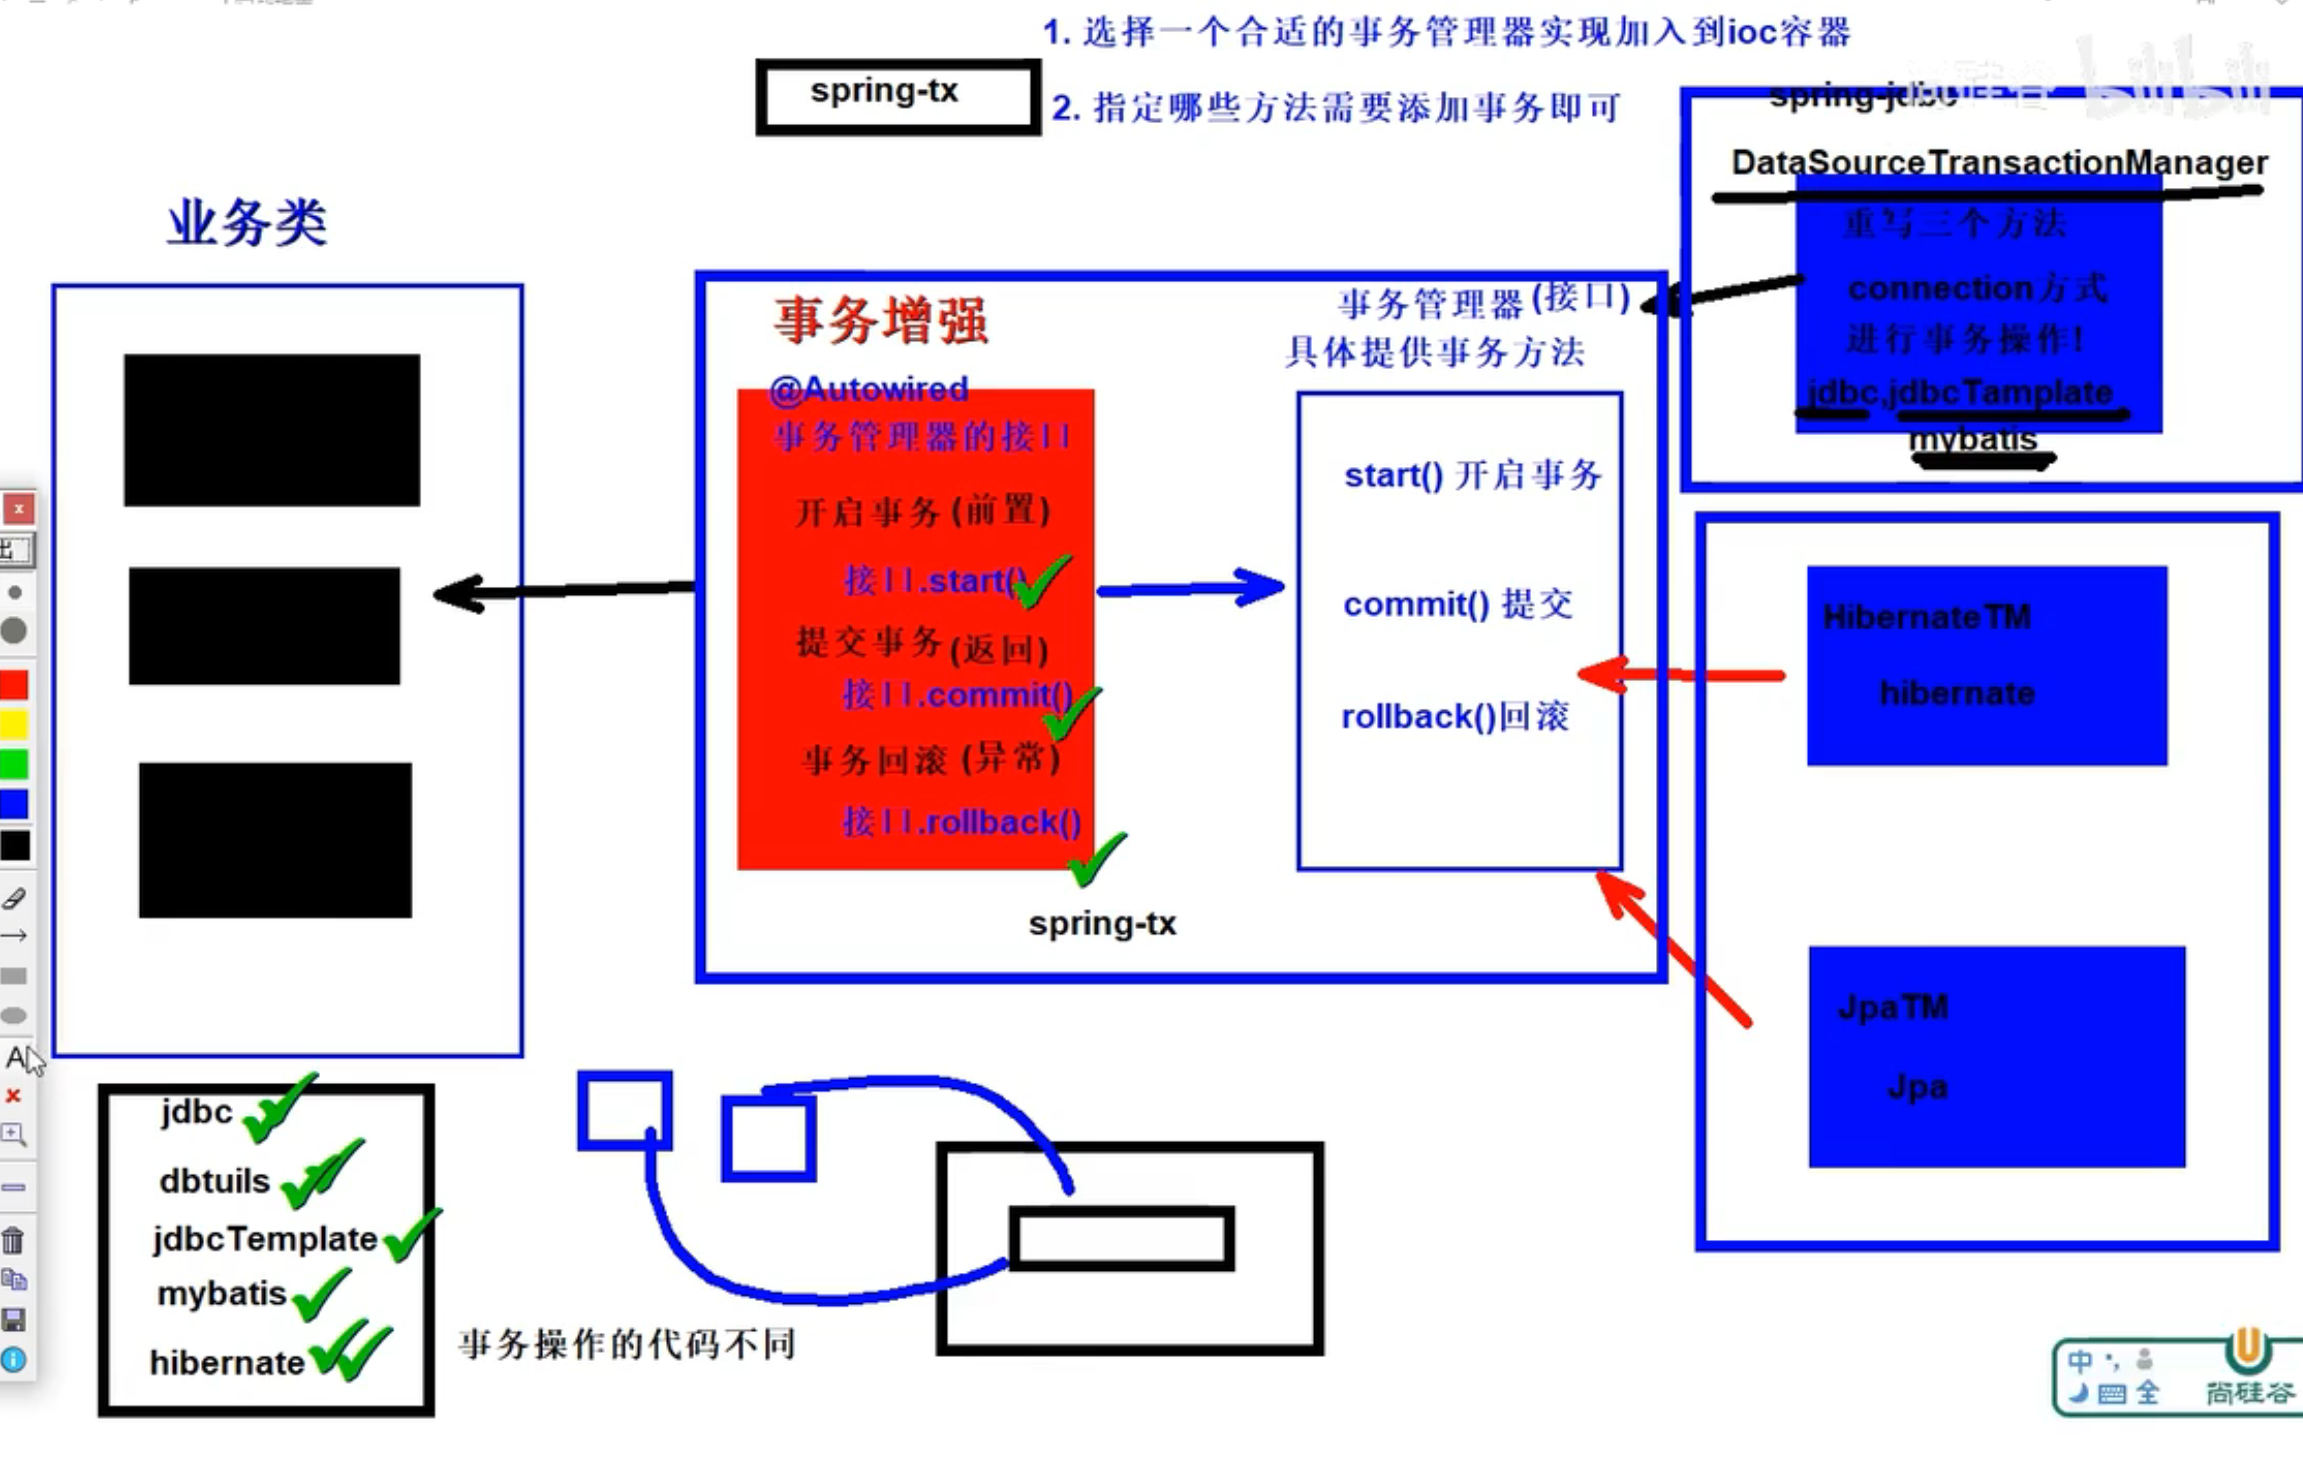 1. 选择一个合适的事务管理器实现加入到ioc容器
spring-tx
2. 指定哪些方法需要添加事务即可
spring-jdbc
DataSourceTransactionManager
重写三个方法
connection方式
进行事务操作!
jdbc,jdbcTamplate
mybatis
业务类
事务增强
@Autowired
事务管理器的接口
开启事务(前置)
接口.start()
提交事务(返回)
接口.commit()
事务回滚(异常)
接口.rollback()
事务管理器(接口)
具体提供事务方法
start() 开启事务
commit() 提交
rollback()回滚
spring-tx
HibernateTM
hibernate
JpaTM
Jpa
jdbc
dbtuils
jdbcTemplate
mybatis
hibernate
事务操作的代码不同
出
A
中
全
尚硅谷
bilibili